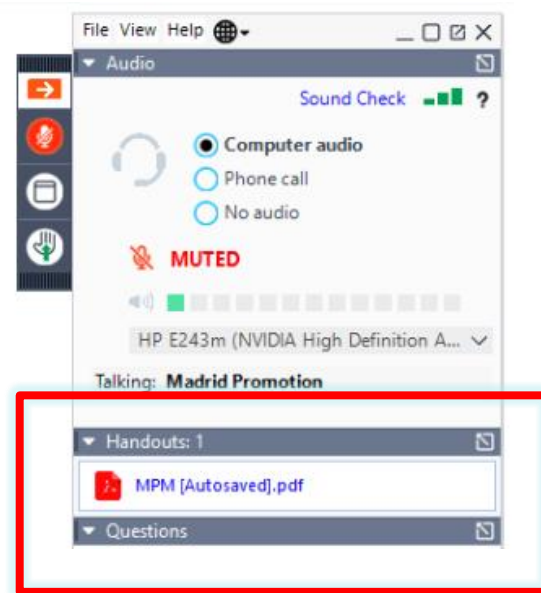 File View Help
Audio
Sound Check ?
Computer audio
Phone call
No audio
MUTED
HP E243m (NVIDIA High Definition A...
Talking: Madrid Promotion
Handouts: 1
MPM [Autosaved].pdf
Questions